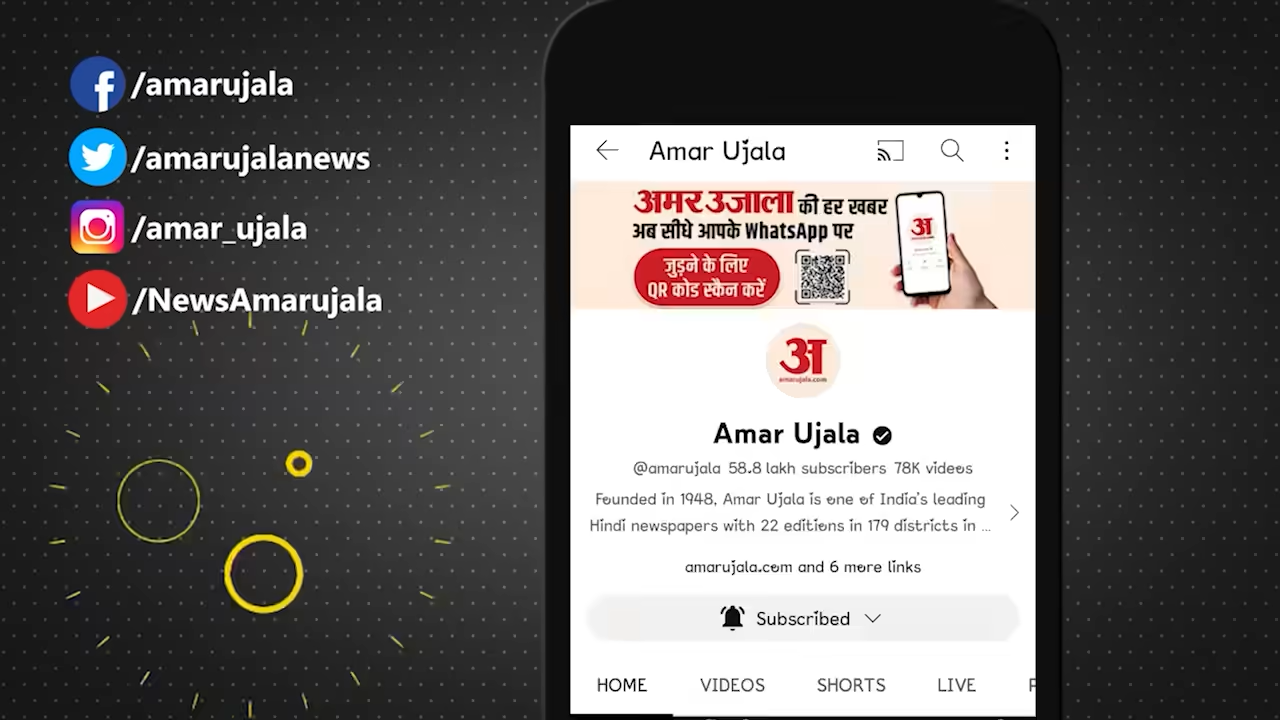 /amarujala
/amarujalanews
/amar_ujala
/NewsAmarujala
Amar Ujala
अमर उजाला की हर खबर
अब सीधे आपके WhatsApp पर
जुड़ने के लिए
QR कोड स्कैन करें
अ
अ
amarujala.com
Amar Ujala
@amarujala 58.8 lakh subscribers 78K videos
Founded in 1948, Amar Ujala is one of India's leading
Hindi newspapers with 22 editions in 179 districts in ...
amarujala.com and 6 more links
Subscribed
HOME VIDEOS SHORTS LIVE